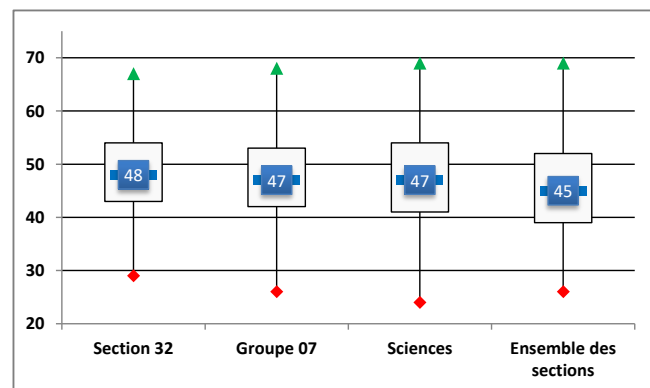 70
60
50
40
30
20
48
47
47
45
Section 32
Groupe 07
Sciences
Ensemble des
sections